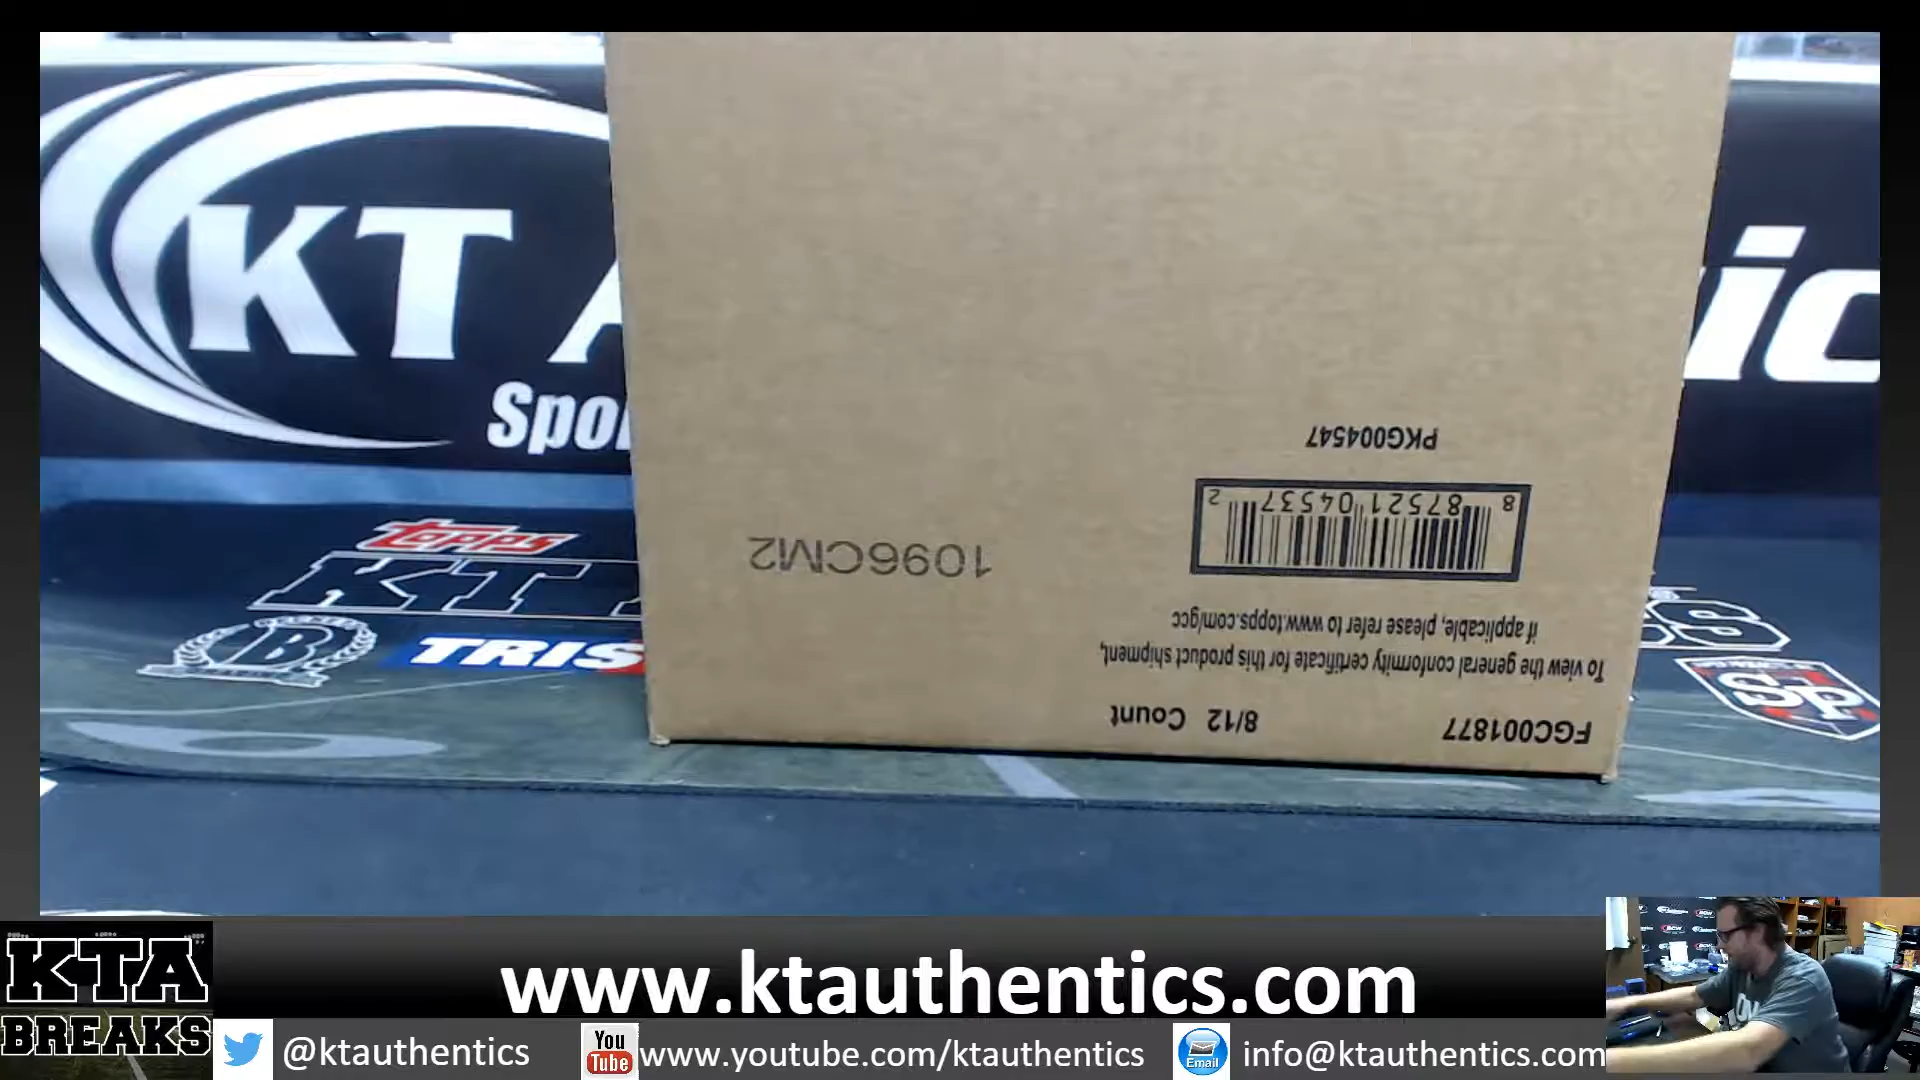 KT A
ic
Spo
PKG004547
8 87521 04537 2
1096CM2
if applicable, please refer to www.topps.com/gcc
To view the general conformity certificate for this product shipment,
8/12 Count
FGC001877
topps
KT
B
TRIS
SP
KTA
BREAKS
www.ktauthentics.com
@ktauthentics
You
Tube
www.youtube.com/ktauthentics
Email
info@ktauthentics.com